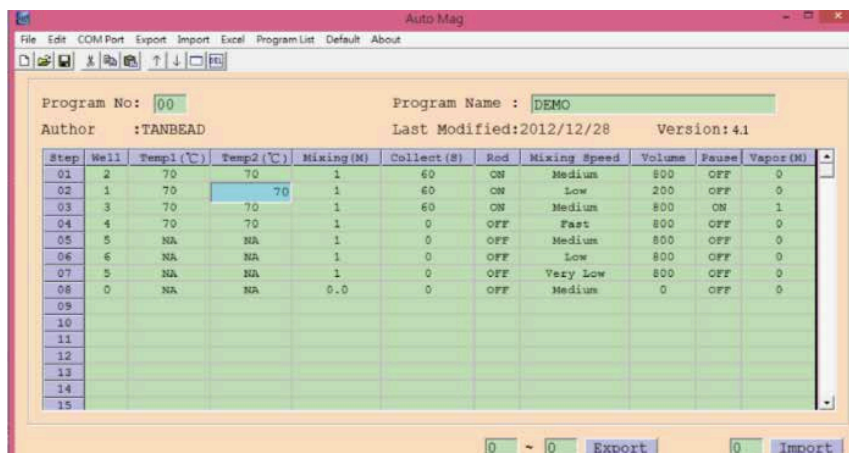 Auto Mag
File Edit COM Port Export Import Excel Program List Default About
DEL
Program No: 00 Program Name : DEMO
Author :TANBEAD Last Modified:2012/12/28 Version: 4.1
Step Well Temp1(℃) Temp2(℃) Mixing(M) Collect(S) Rod Mixing Speed Volume Pause Vapor(M)
01 2 70 70 1 60 ON Medium 800 OFF 0
02 1 70 70 1 60 ON Low 200 OFF 0
03 3 70 70 1 60 ON Medium 800 ON 1
04 4 70 70 1 0 OFF Fast 800 OFF 0
05 5 NA NA 1 0 OFF Medium 800 OFF 0
06 6 NA NA 1 0 OFF Low 800 OFF 0
07 5 NA NA 1 0 OFF Very Low 800 OFF 0
08 0 NA NA 0.0 0 OFF Medium 0 OFF 0
09
10
11
12
13
14
15
0 ~ 0 Export 0 Import